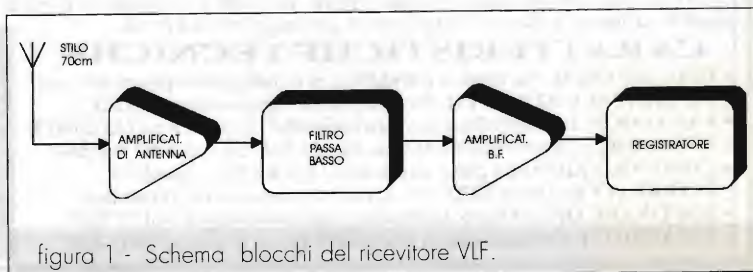 STILO
70cm
AMPLIFICAT.
DI ANTENNA
FILTRO
PASSA
BASSO
AMPLIFICAT.
B.F.
REGISTRATORE
figura 1 - Schema blocchi del ricevitore VLF.